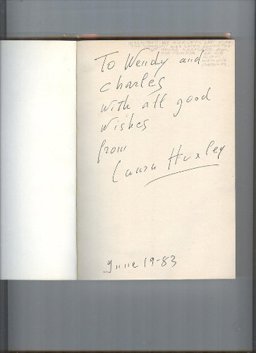 To Wendy and
charles
with all good
wishes
from
Laura Huxley
June 19-83